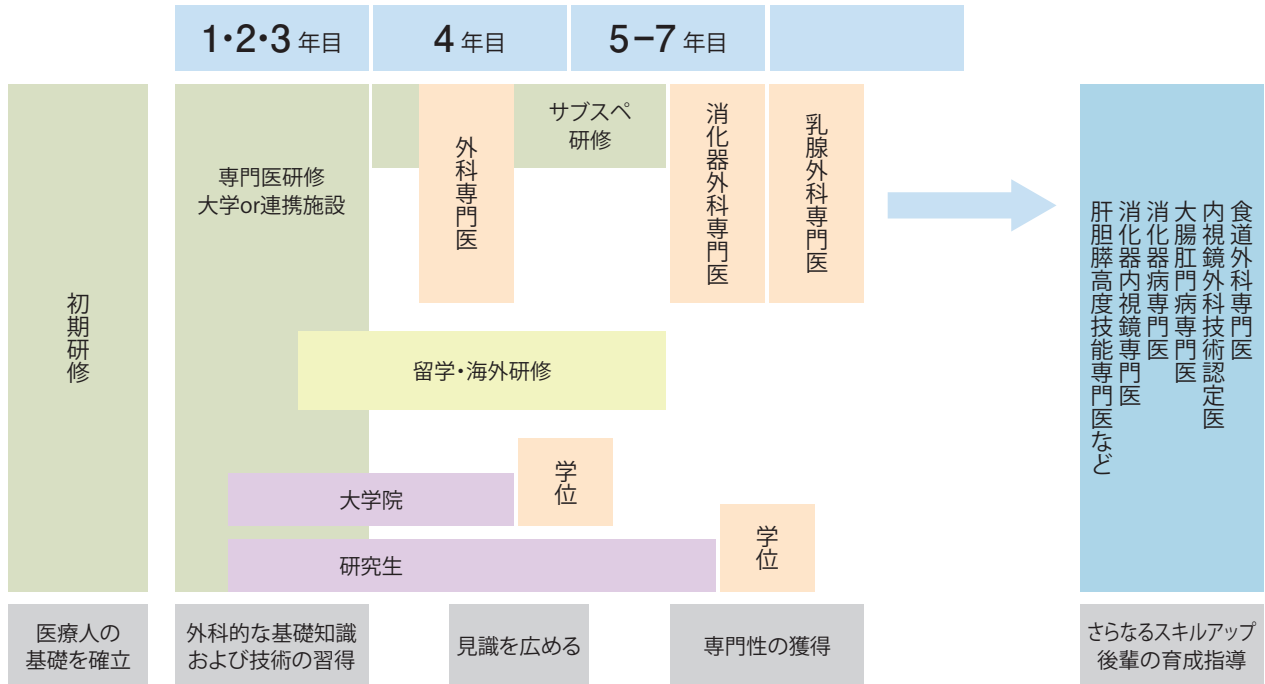 1・2・3 年目
4 年目
5-7 年目
初期研修
専門医研修
大学or連携施設
外科専門医
サブスペ
研修
消化器外科専門医
乳腺外科専門医
留学・海外研修
大学院
学位
研究生
学位
食道外科専門医
内視鏡外科技術認定医
大腸肛門病専門医
消化器病専門医
消化器内視鏡専門医
肝胆膵高度技能専門医など
医療人の
基礎を確立
外科的な基礎知識
および技術の習得
見識を広める
専門性の獲得
さらなるスキルアップ
後輩の育成指導